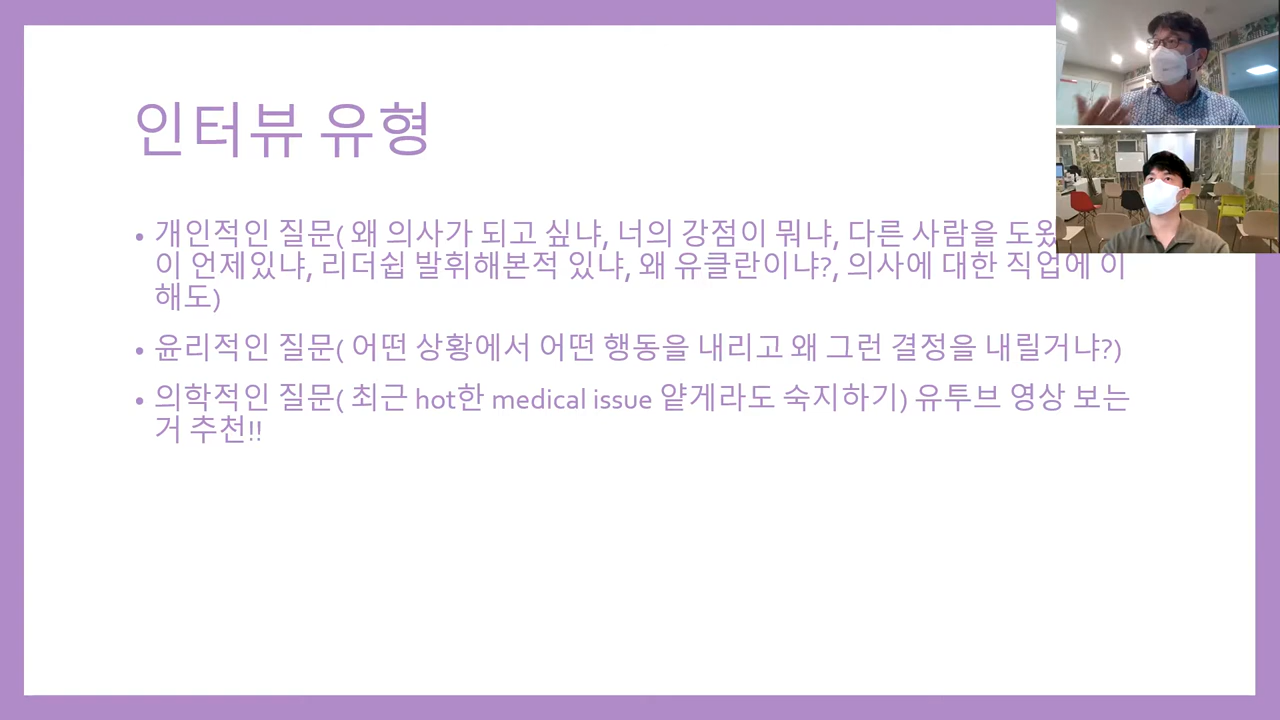 인터뷰 유형
• 개인적인 질문( 왜 의사가 되고 싶냐, 너의 강점이 뭐냐, 다른 사람을
이 언제있냐, 리더쉽 발휘해본적 있냐, 왜 유클란이냐?, 의사에 대한 직업에 이
해도)
• 윤리적인 질문( 어떤 상황에서 어떤 행동을 내리고 왜 그런 결정을 내릴거냐?)
• 의학적인 질문( 최근 hot한 medical issue 얕게라도 숙지하기) 유투브 영상 보는
거 추천!!